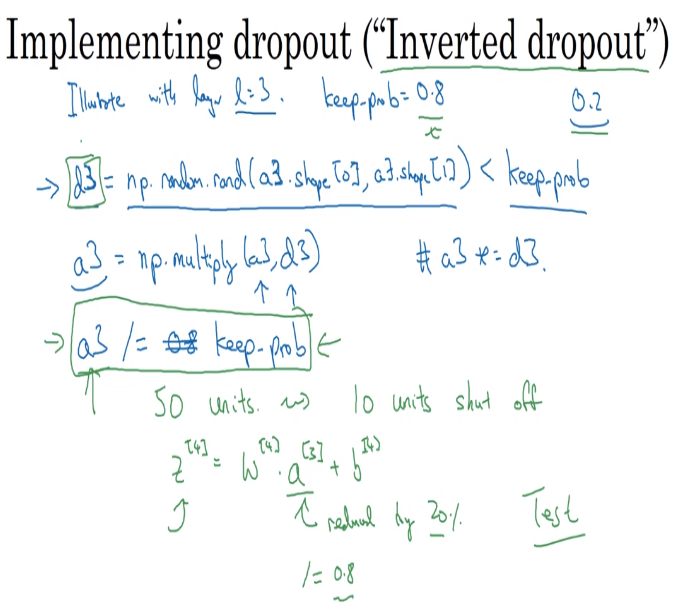 Implementing dropout (“Inverted dropout”)
Illustrate with layer l=3. keep-prob=0.8 0.2
→ d3 = np.random.rand(a3.shape[0], a3.shape[1]) < keep-prob
a3 = np.multiply(a3,d3) # a3 *= d3.
→ a3 /= 0.8 keep-prob ←
50 units. ⇝ 10 units shut off
z^[4] = W^[4] · a^[3] + b^[4]
reduced by 20%. Test
/= 0.8